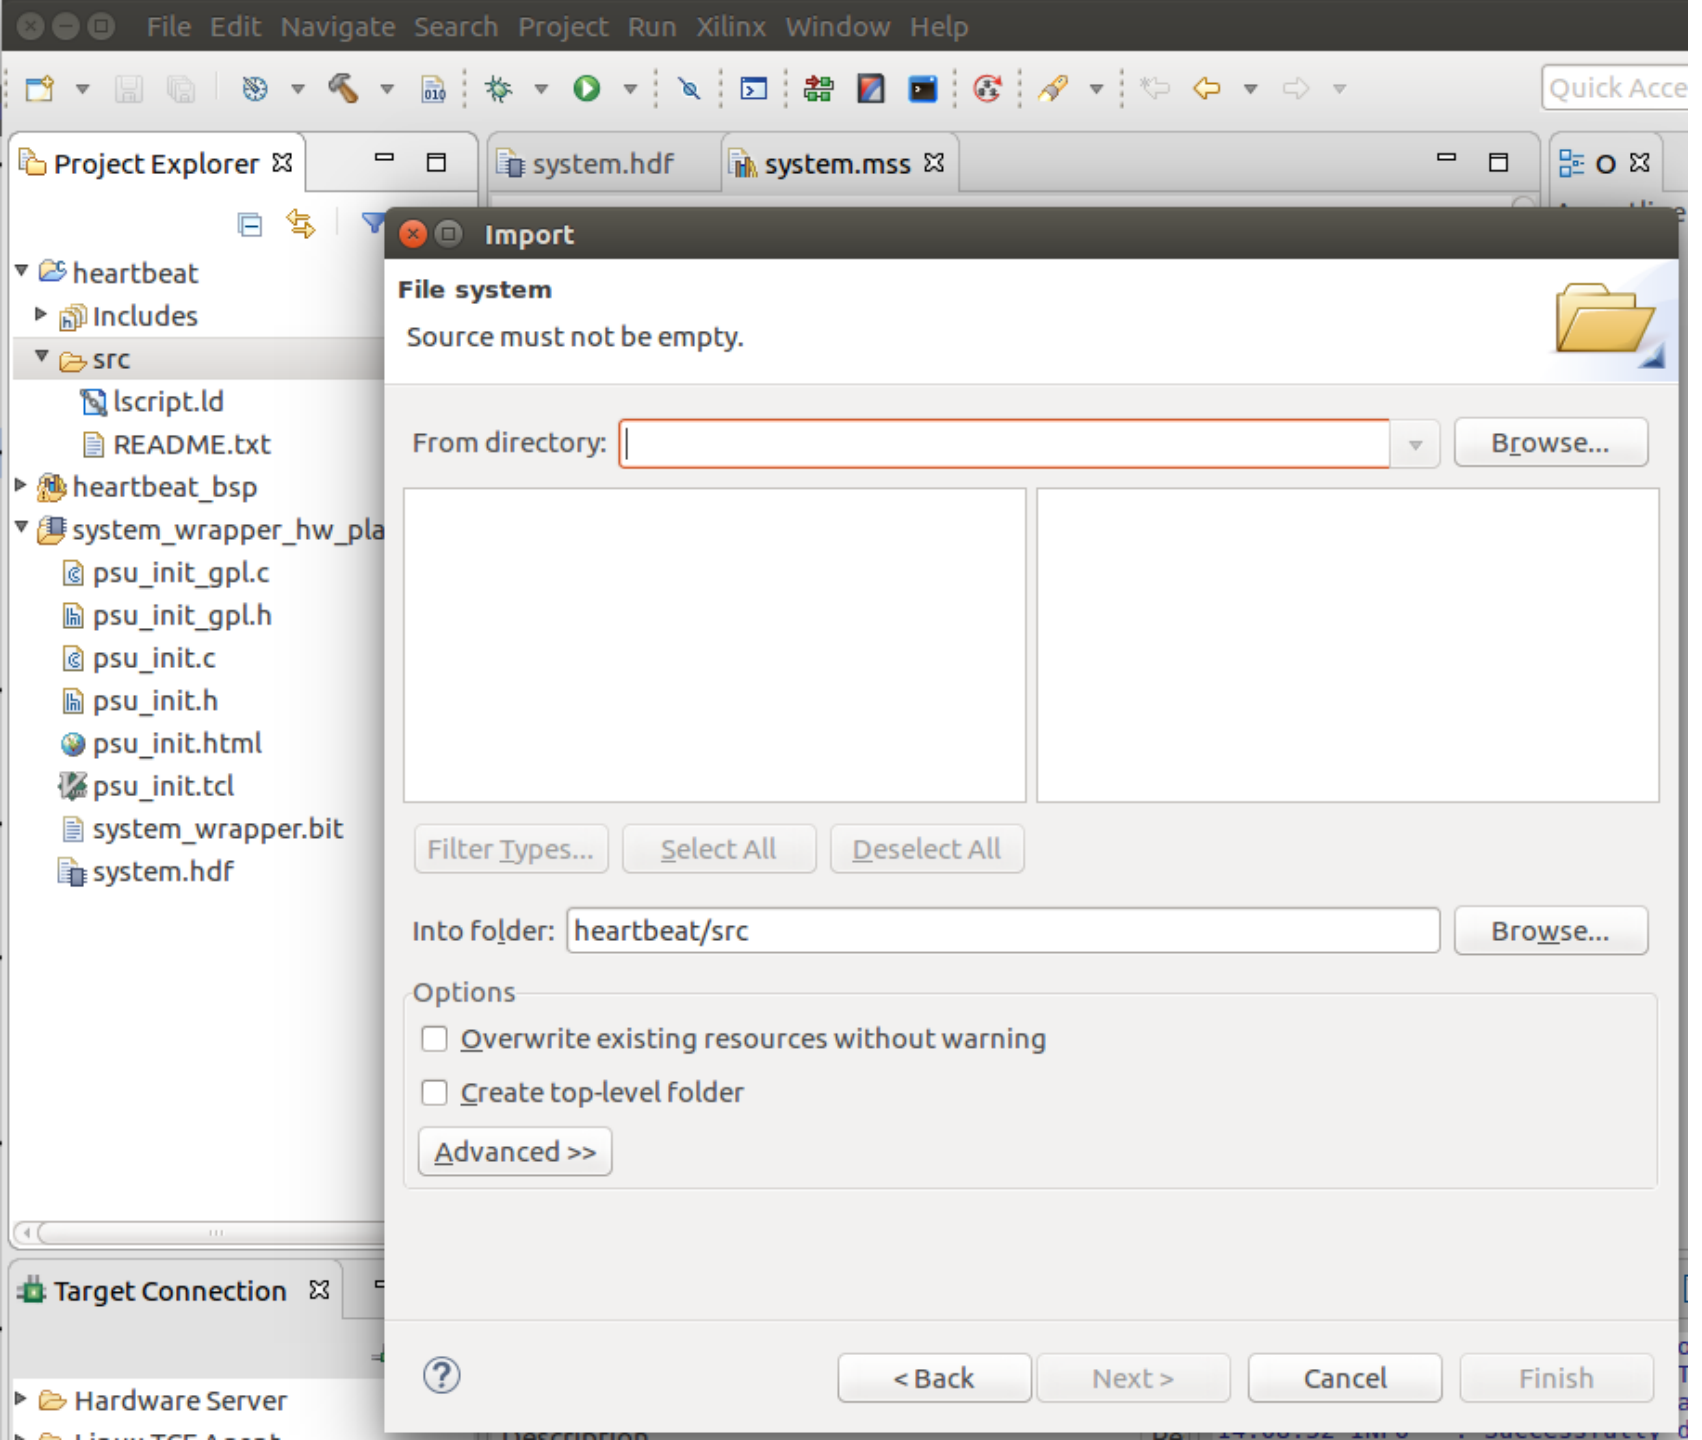 File Edit Navigate Search Project Run Xilinx Window Help
Quick Acce
Project Explorer
system.hdf
system.mss
O
Import
File system
Source must not be empty.
heartbeat
Includes
src
lscript.ld
README.txt
heartbeat_bsp
system_wrapper_hw_pla
psu_init_gpl.c
psu_init_gpl.h
psu_init.c
psu_init.h
psu_init.html
psu_init.tcl
system_wrapper.bit
system.hdf
From directory:
Browse...
Filter Types...
Select All
Deselect All
Into folder:
heartbeat/src
Browse...
Options
Overwrite existing resources without warning
Create top-level folder
Advanced >>
Target Connection
Hardware Server
< Back
Next >
Cancel
Finish
Description